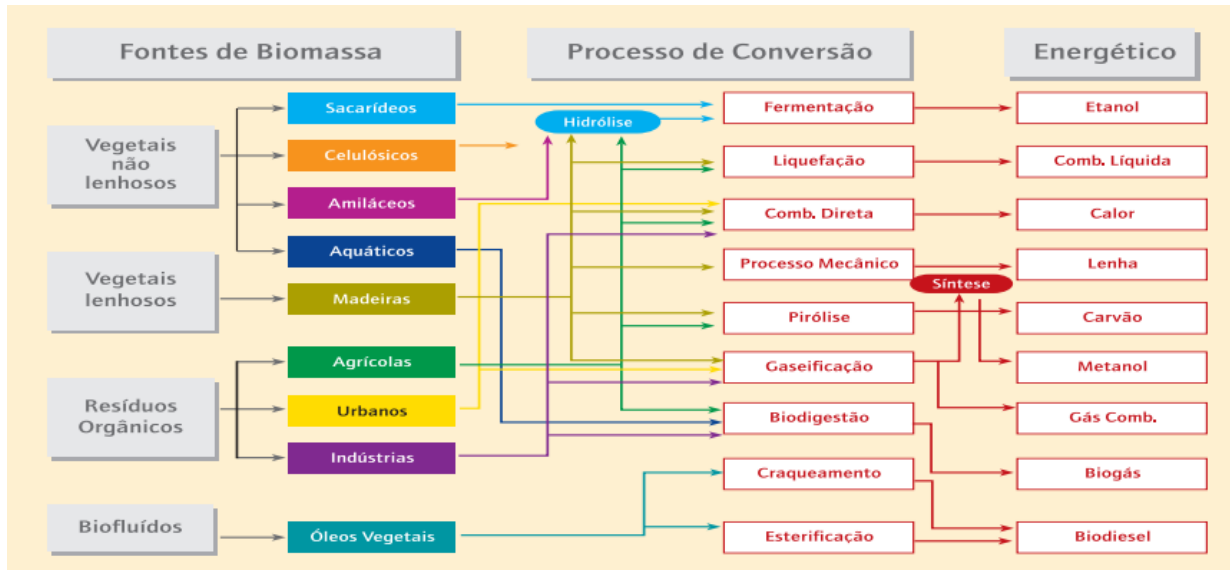 Fontes de Biomassa
Processo de Conversão
Energético
Vegetais
não
lenhosos
Vegetais
lenhosos
Resíduos
Orgânicos
Biofluídos
Sacarídeos
Celulósicos
Amiláceos
Aquáticos
Madeiras
Agrícolas
Urbanos
Indústrias
Óleos Vegetais
Hidrólise
Fermentação
Liquefação
Comb. Direta
Processo Mecânico
Pirólise
Gaseificação
Biodigestão
Craqueamento
Esterificação
Síntese
Etanol
Comb. Líquida
Calor
Lenha
Carvão
Metanol
Gás Comb.
Biogás
Biodiesel